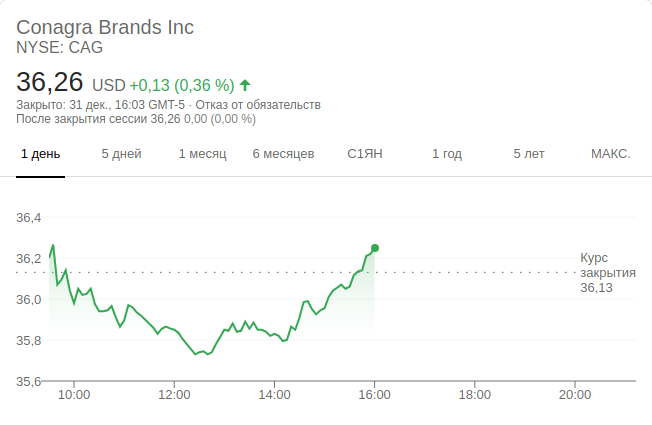 Conagra Brands Inc
NYSE: CAG
36,26 USD +0,13 (0,36 %)
Закрыто: 31 дек., 16:03 GMT-5 · Отказ от обязательств
После закрытия сессии 36,26 0,00 (0,00 %)
1 день 5 дней 1 месяц 6 месяцев С1ЯН 1 год 5 лет МАКС.
36,4
36,2
36,0
35,8
35,6
Курс
закрытия
36,13
10:00 12:00 14:00 16:00 18:00 20:00